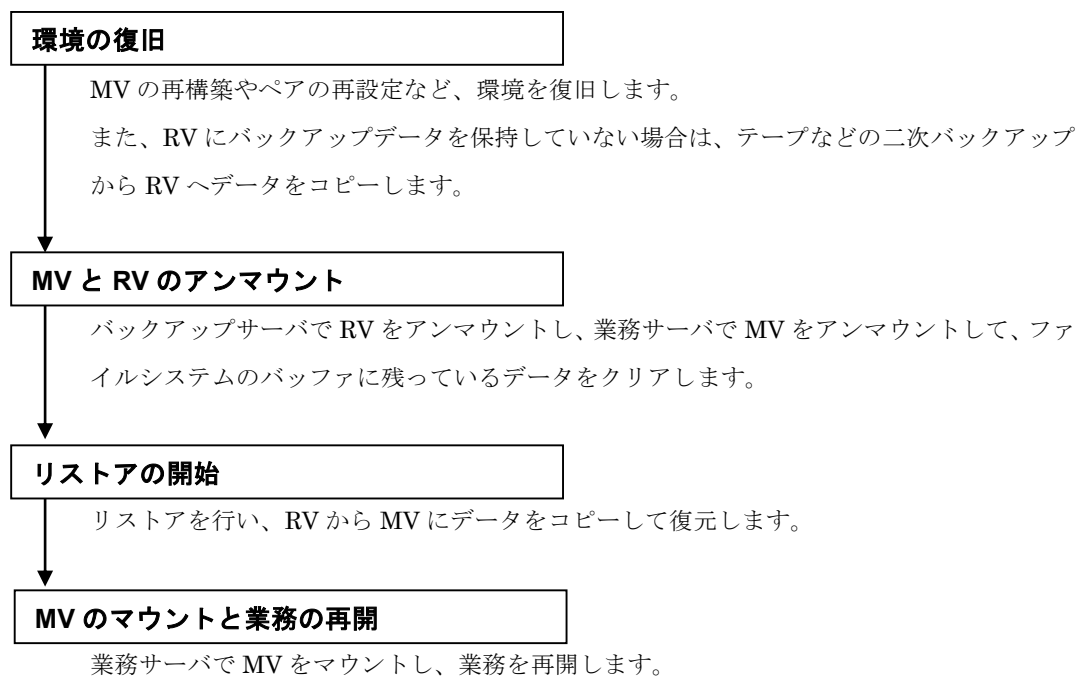 環境の復旧
MV の再構築やペアの再設定など、環境を復旧します。
また、RV にバックアップデータを保持していない場合は、テープなどの二次バックアップ
から RV へデータをコピーします。
MV と RV のアンマウント
バックアップサーバで RV をアンマウントし、業務サーバで MV をアンマウントして、ファ
イルシステムのバッファに残っているデータをクリアします。
リストアの開始
リストアを行い、RV から MV にデータをコピーして復元します。
MV のマウントと業務の再開
業務サーバで MV をマウントし、業務を再開します。